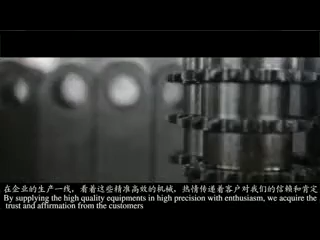 在企业的生产一线，看着这些精准高效的机械，热情传递着客户对我们的信赖和肯定
By supplying the high quality equipments in high precision with enthusiasm, we acquire the
trust and affirmation from the customers